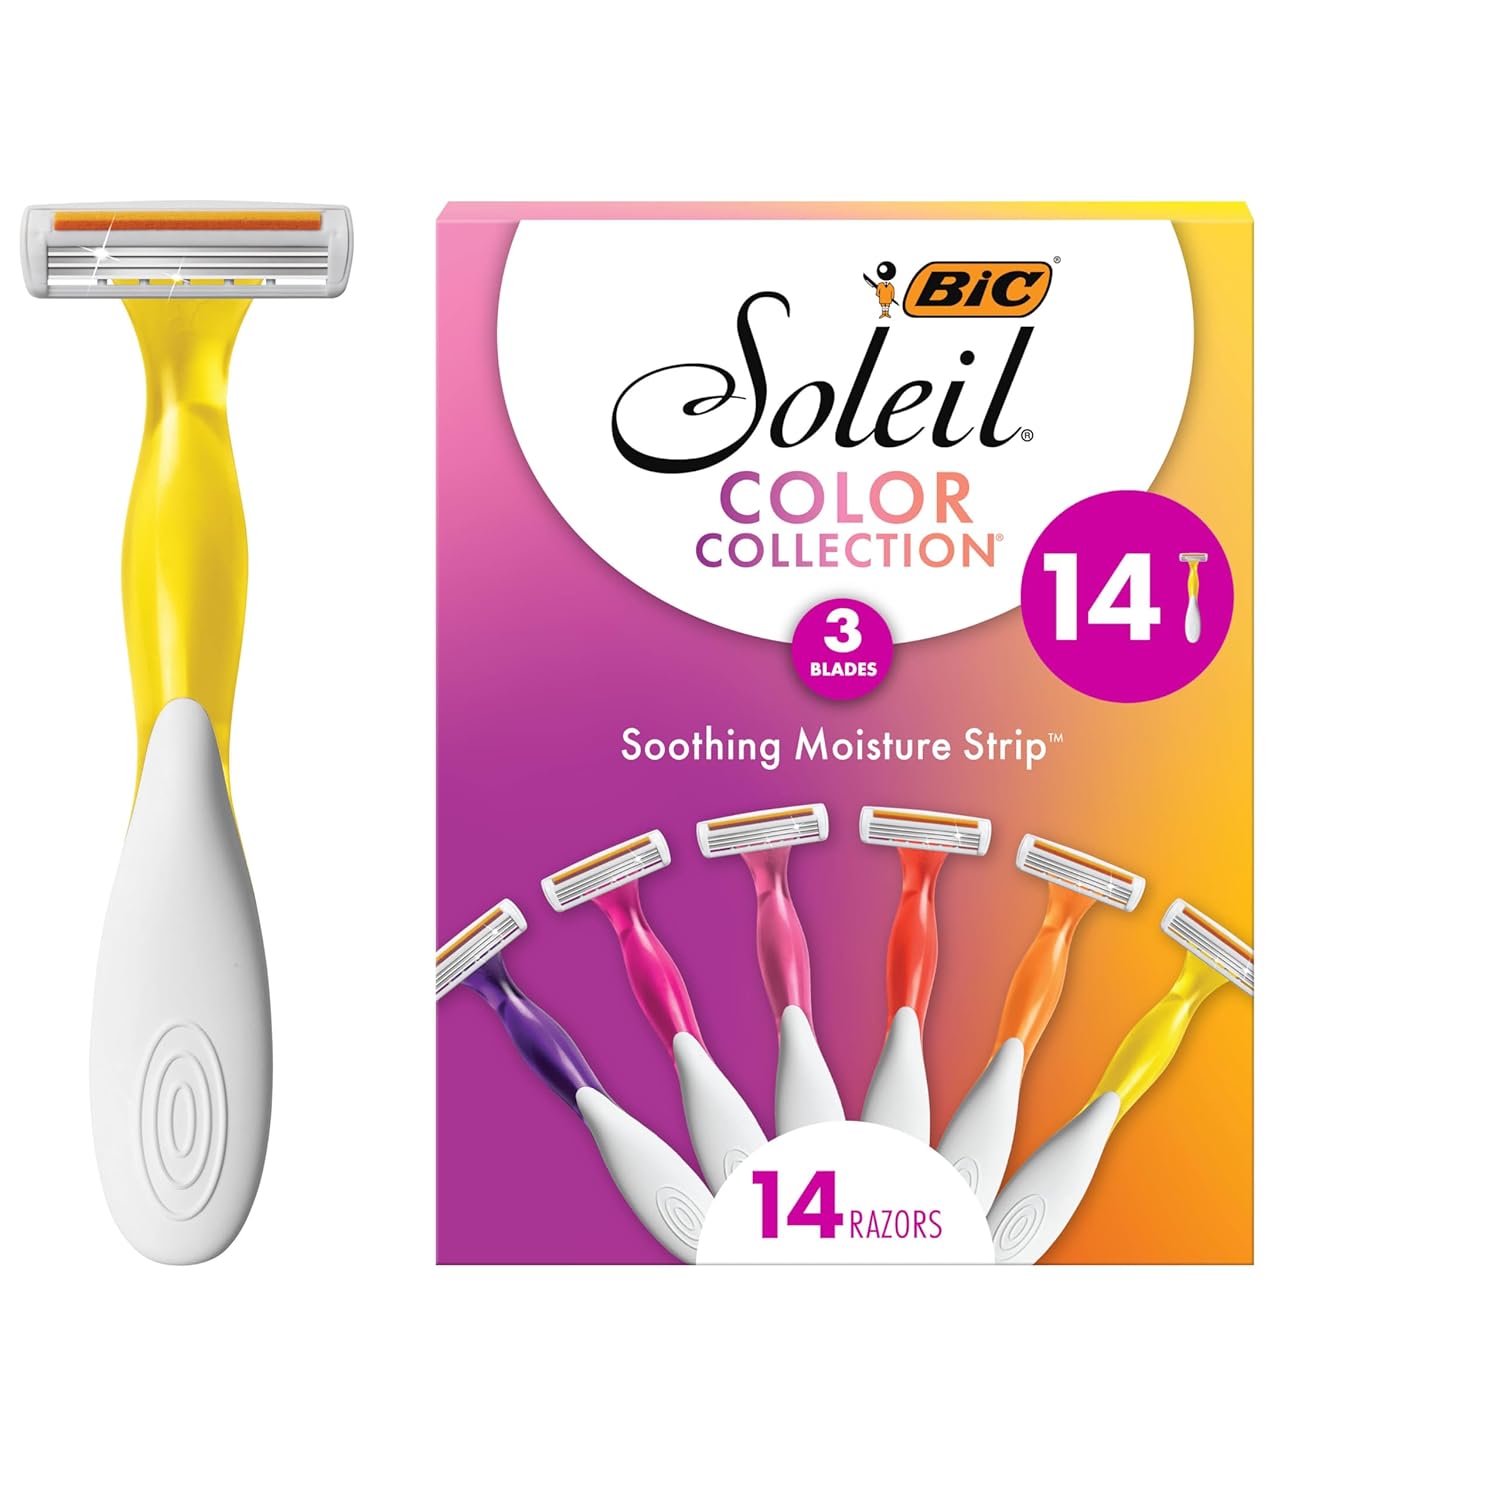 BiC®
Soleil®
COLOR
COLLECTION®
14
3
BLADES
Soothing Moisture Strip™
14 RAZORS